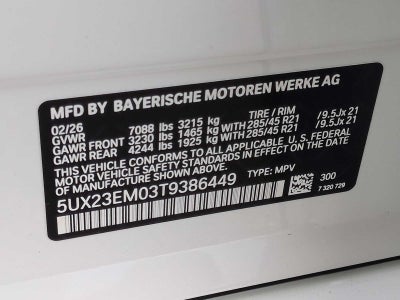 MFD BY BAYERISCHE MOTOREN WERKE AG
02/26 7088 lbs 3215 kg TIRE / RIM
GVWR
GAWR FRONT 3230 lbs 1465 kg WITH 285/45 R21 /9.5Jx 21
GAWR REAR 4244 lbs 1925 kg WITH 285/45 R21 /9.5Jx 21
THIS VEHICLE CONFORMS TO ALL APPLICABLE U.S. FEDERAL
MOTOR VEHICLE SAFETY STANDARDS IN EFFECT ON THE DATE
OF MANUFACTURE SHOWN ABOVE.
5UX23EM03T9386449 TYPE: MPV
300
7 320 729